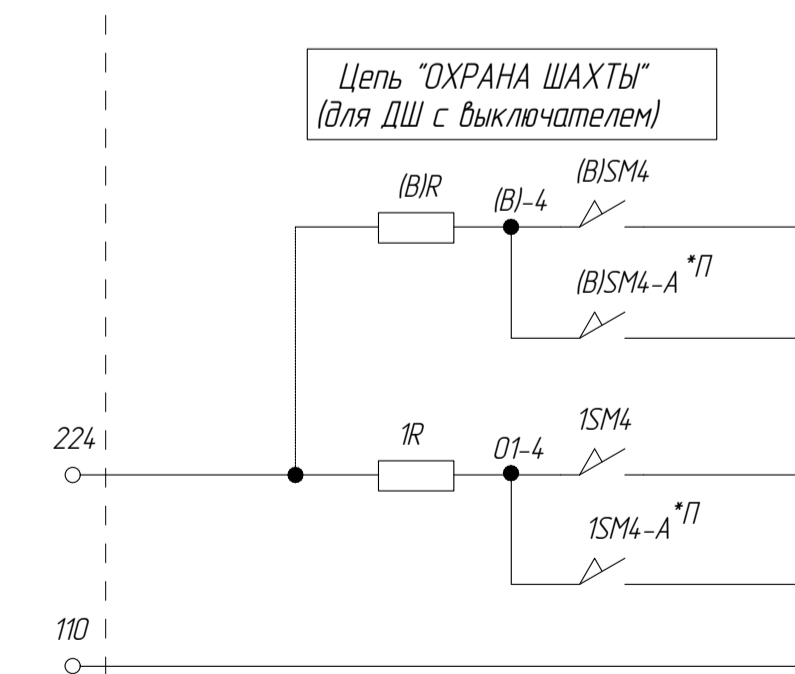 Цепь "ОХРАНА ШАХТЫ"
(для ДШ с выключателем)
(В)R
(В)-4
(В)SM4
(В)SM4-А*П
224
1R
01-4
1SM4
1SM4-А*П
110